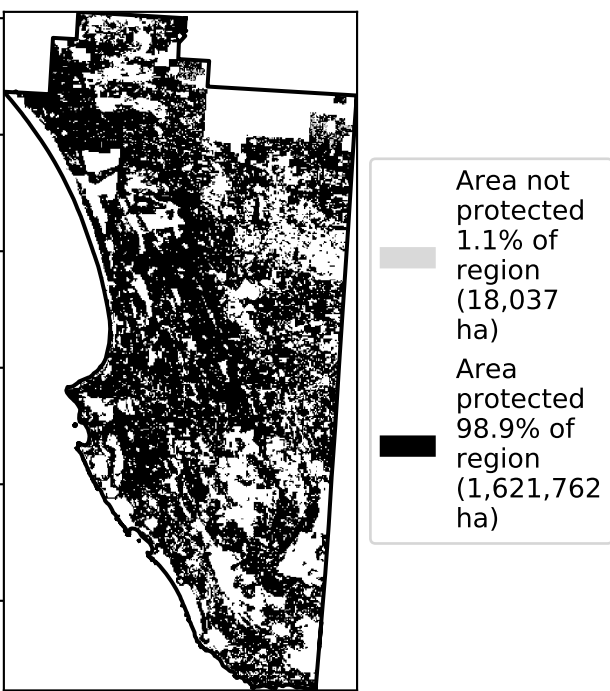 Area not
protected
1.1% of
region
(18,037
ha)
Area
protected
98.9% of
region
(1,621,762
ha)